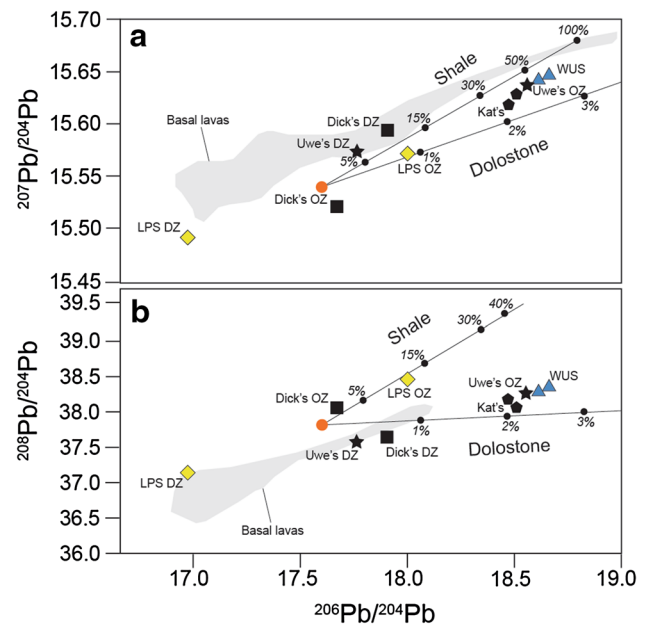 a
15.70
15.65
15.60
15.55
15.50
15.45
207Pb/204Pb
100%
50%
Shale
WUS
30%
Uwe's OZ
Kat's
3%
15%
Dick's DZ
2%
Basal lavas
Uwe's DZ
5%
1%
Dolostone
LPS OZ
Dick's OZ
LPS DZ
b
39.5
39.0
38.5
38.0
37.5
37.0
36.5
36.0
208Pb/204Pb
40%
30%
Shale
15%
WUS
5%
LPS OZ
Uwe's OZ
Dick's OZ
Kat's
1%
2%
3%
Uwe's DZ
Dick's DZ
Dolostone
LPS DZ
Basal lavas
17.0 17.5 18.0 18.5 19.0
206Pb/204Pb